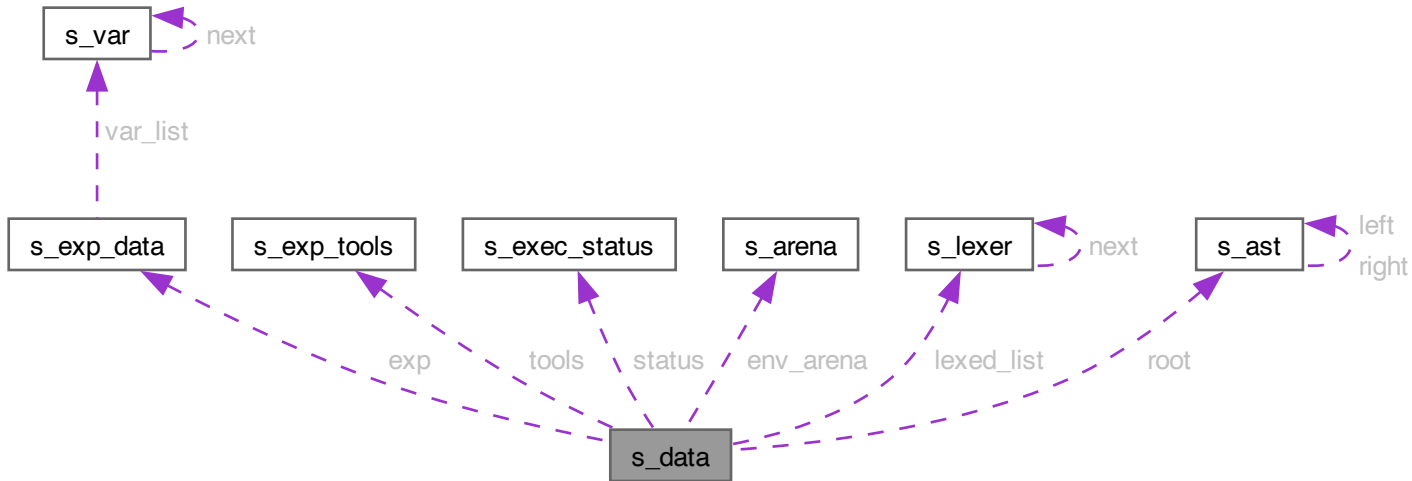 s_var
next
var_list
s_exp_data
s_exp_tools
s_exec_status
s_arena
s_lexer
next
s_ast
left
right
exp
tools
status
env_arena
lexed_list
root
s_data